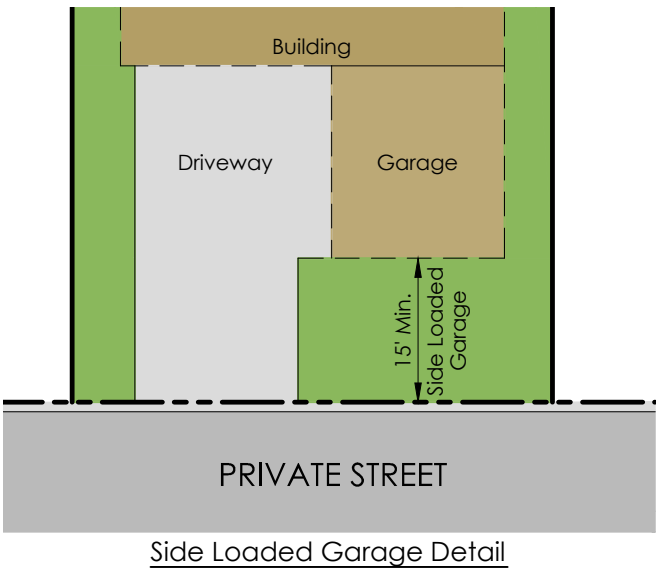 Building
Driveway
Garage
15' Min.
Side Loaded
Garage
PRIVATE STREET
Side Loaded Garage Detail